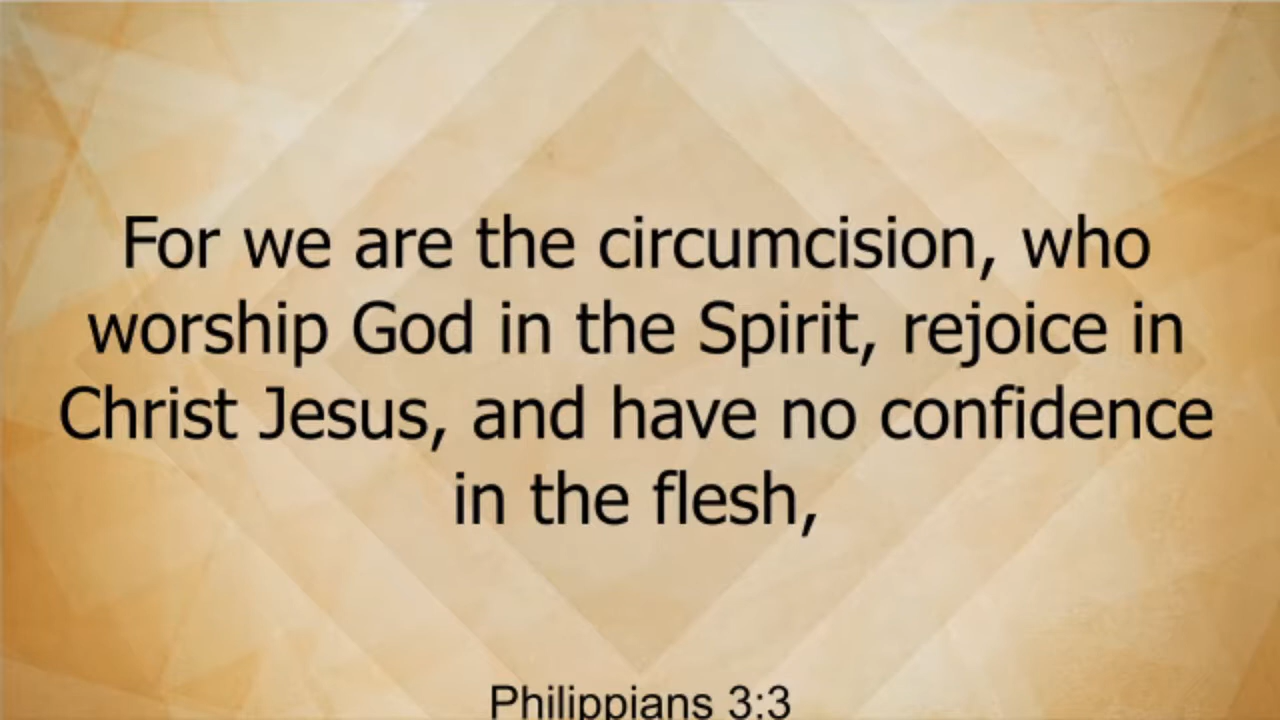 For we are the circumcision, who
worship God in the Spirit, rejoice in
Christ Jesus, and have no confidence
in the flesh,
Philippians 3:3